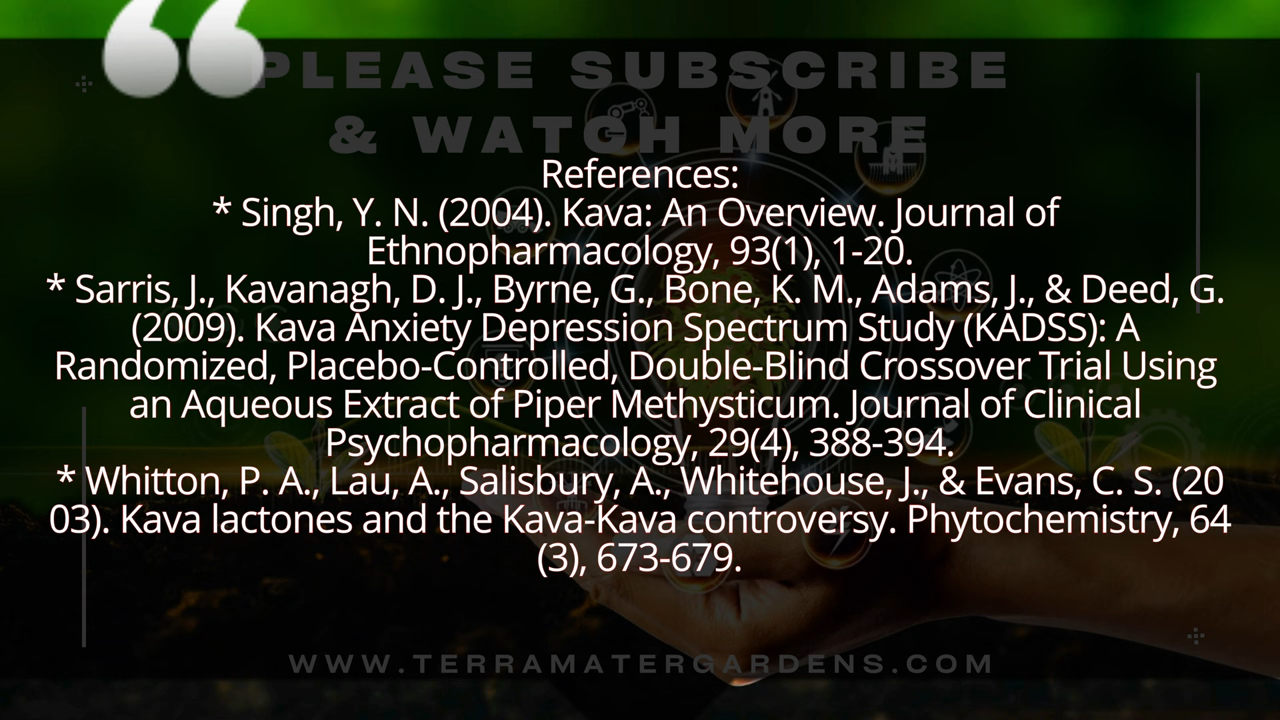 “
PLEASE SUBSCRIBE
& WATCH MORE
References:
* Singh, Y. N. (2004). Kava: An Overview. Journal of
Ethnopharmacology, 93(1), 1-20.
* Sarris, J., Kavanagh, D. J., Byrne, G., Bone, K. M., Adams, J., & Deed, G.
(2009). Kava Anxiety Depression Spectrum Study (KADSS): A
Randomized, Placebo-Controlled, Double-Blind Crossover Trial Using
an Aqueous Extract of Piper Methysticum. Journal of Clinical
Psychopharmacology, 29(4), 388-394.
* Whitton, P. A., Lau, A., Salisbury, A., Whitehouse, J., & Evans, C. S. (20
03). Kava lactones and the Kava-Kava controversy. Phytochemistry, 64
(3), 673-679.
WWW.TERRAMATERGARDENS.COM